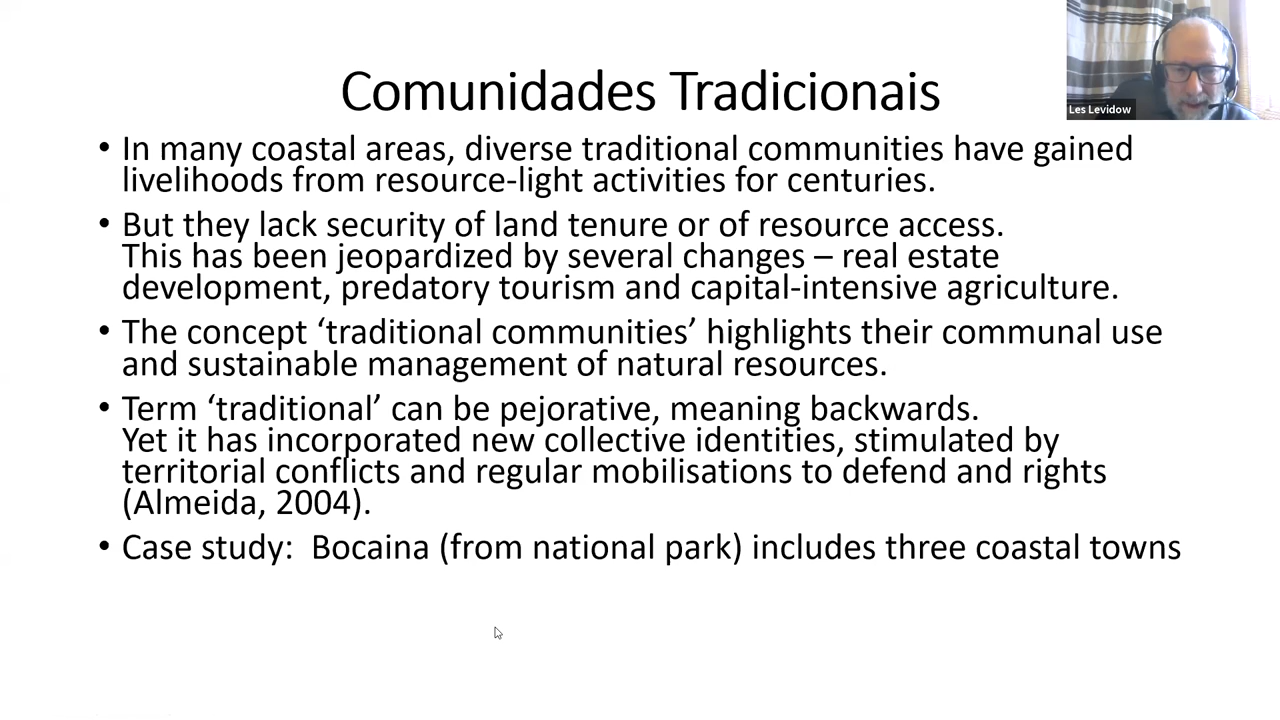 Comunidades Tradicionais
Les Levidow
• In many coastal areas, diverse traditional communities have gained
livelihoods from resource-light activities for centuries.
• But they lack security of land tenure or of resource access.
This has been jeopardized by several changes – real estate
development, predatory tourism and capital-intensive agriculture.
• The concept ‘traditional communities’ highlights their communal use
and sustainable management of natural resources.
• Term ‘traditional’ can be pejorative, meaning backwards.
Yet it has incorporated new collective identities, stimulated by
territorial conflicts and regular mobilisations to defend and rights
(Almeida, 2004).
• Case study:  Bocaina (from national park) includes three coastal towns